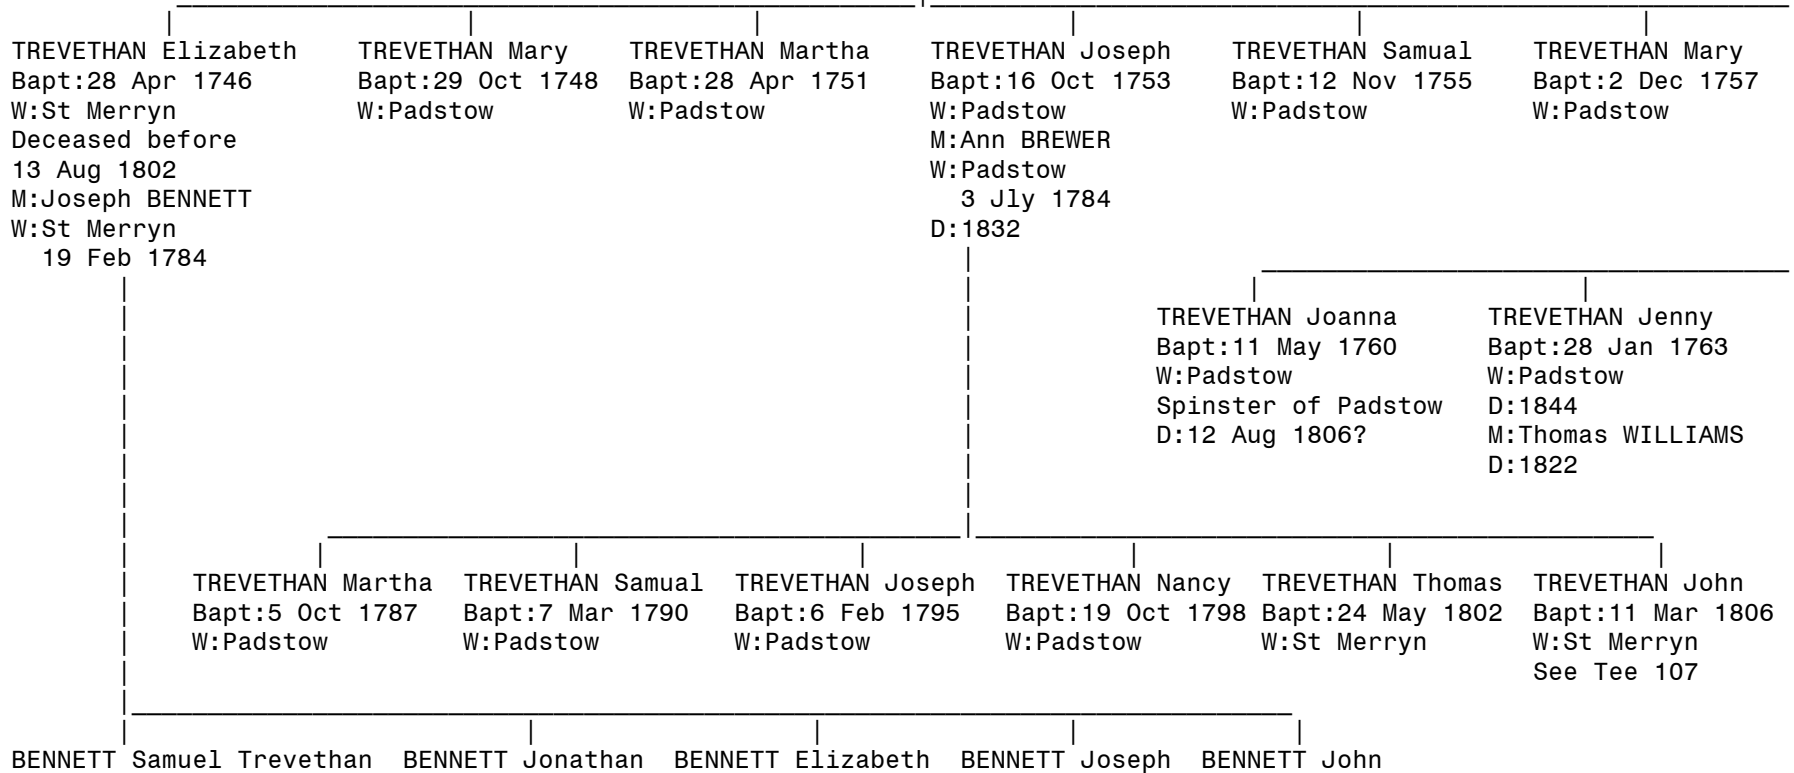 TREVETHAN Elizabeth TREVETHAN Mary TREVETHAN Martha TREVETHAN Joseph TREVETHAN Samual TREVETHAN Mary
Bapt:28 Apr 1746 Bapt:29 Oct 1748 Bapt:28 Apr 1751 Bapt:16 Oct 1753 Bapt:12 Nov 1755 Bapt:2 Dec 1757
W:St Merryn W:Padstow W:Padstow W:Padstow W:Padstow W:Padstow
Deceased before M:Ann BREWER
13 Aug 1802 W:Padstow
M:Joseph BENNETT 3 Jly 1784
W:St Merryn D:1832
19 Feb 1784
TREVETHAN Joanna TREVETHAN Jenny
Bapt:11 May 1760 Bapt:28 Jan 1763
W:Padstow W:Padstow
Spinster of Padstow D:1844
D:12 Aug 1806? M:Thomas WILLIAMS
D:1822
TREVETHAN Martha TREVETHAN Samual TREVETHAN Joseph TREVETHAN Nancy TREVETHAN Thomas TREVETHAN John
Bapt:5 Oct 1787 Bapt:7 Mar 1790 Bapt:6 Feb 1795 Bapt:19 Oct 1798 Bapt:24 May 1802 Bapt:11 Mar 1806
W:Padstow W:Padstow W:Padstow W:Padstow W:St Merryn W:St Merryn
See Tee 107
BENNETT Samuel Trevethan BENNETT Jonathan BENNETT Elizabeth BENNETT Joseph BENNETT John